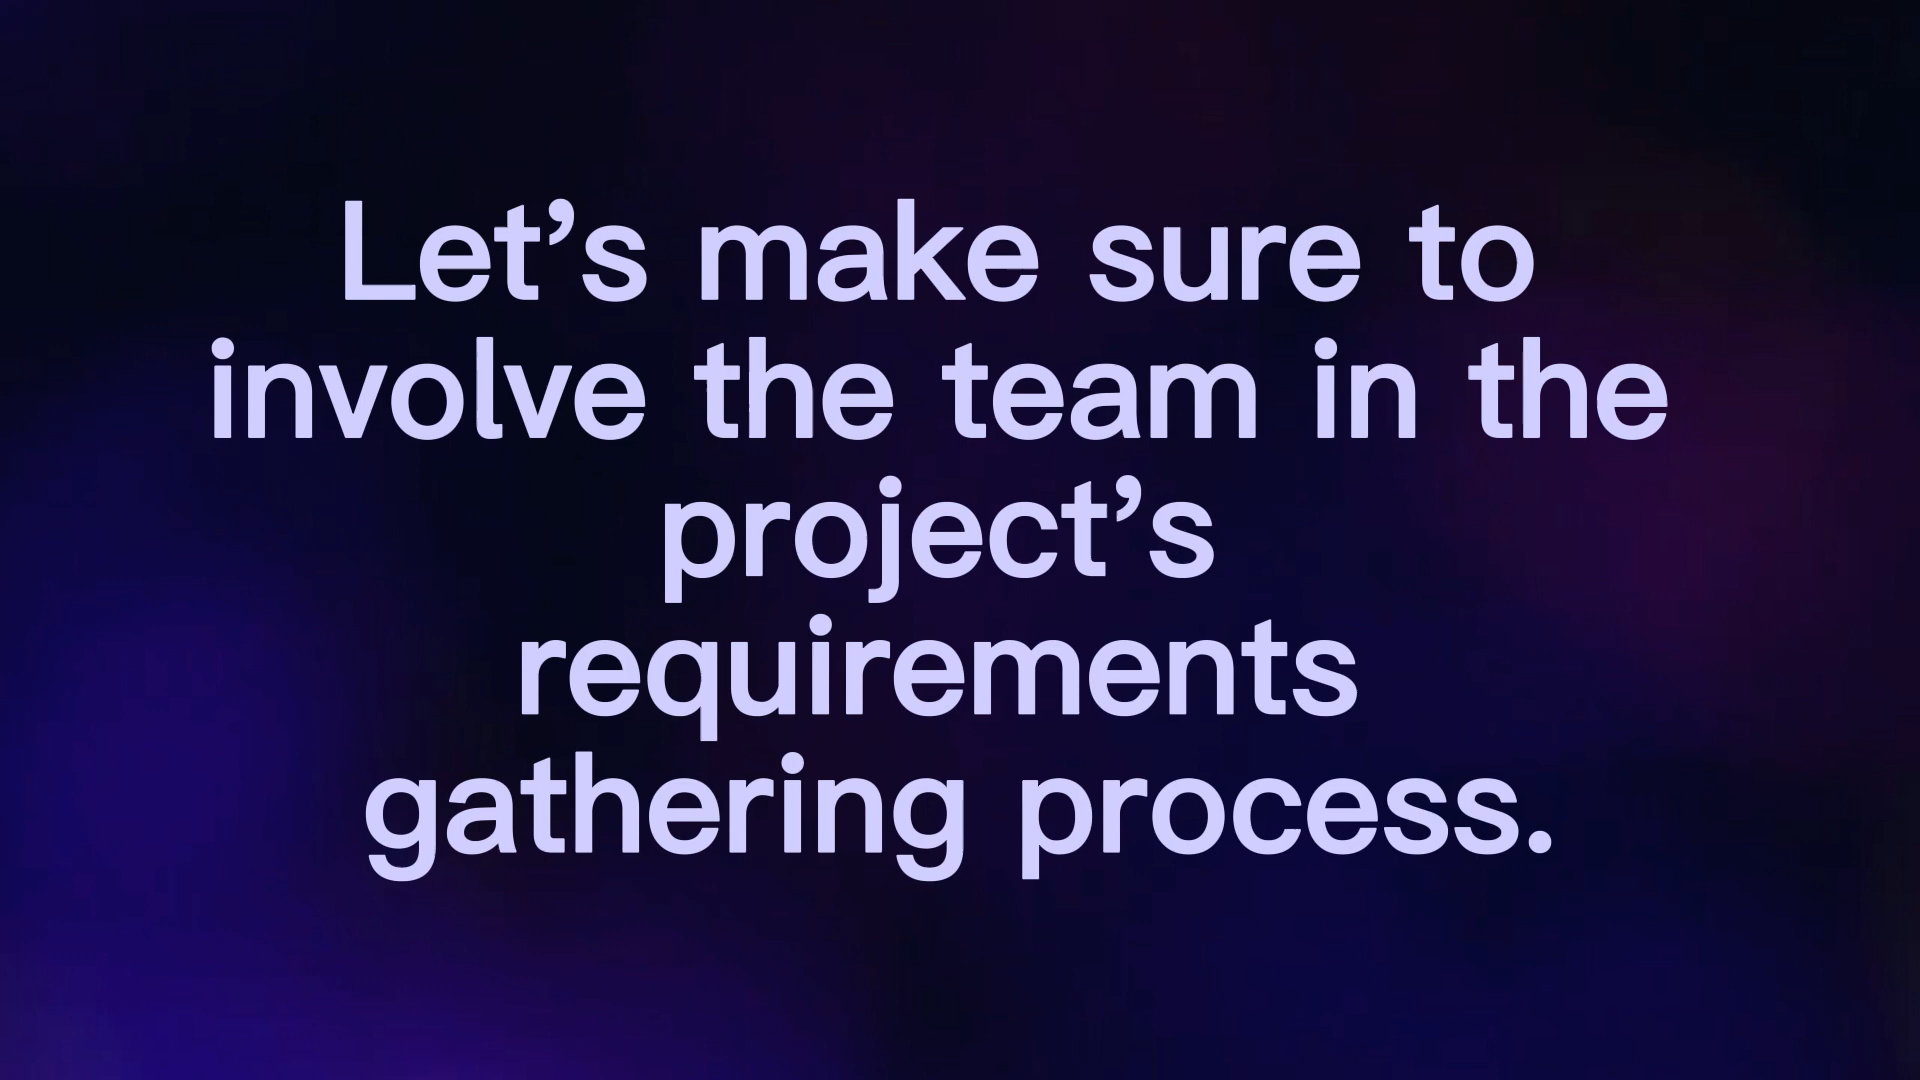 Let’s make sure to
involve the team in the
project’s
requirements
gathering process.